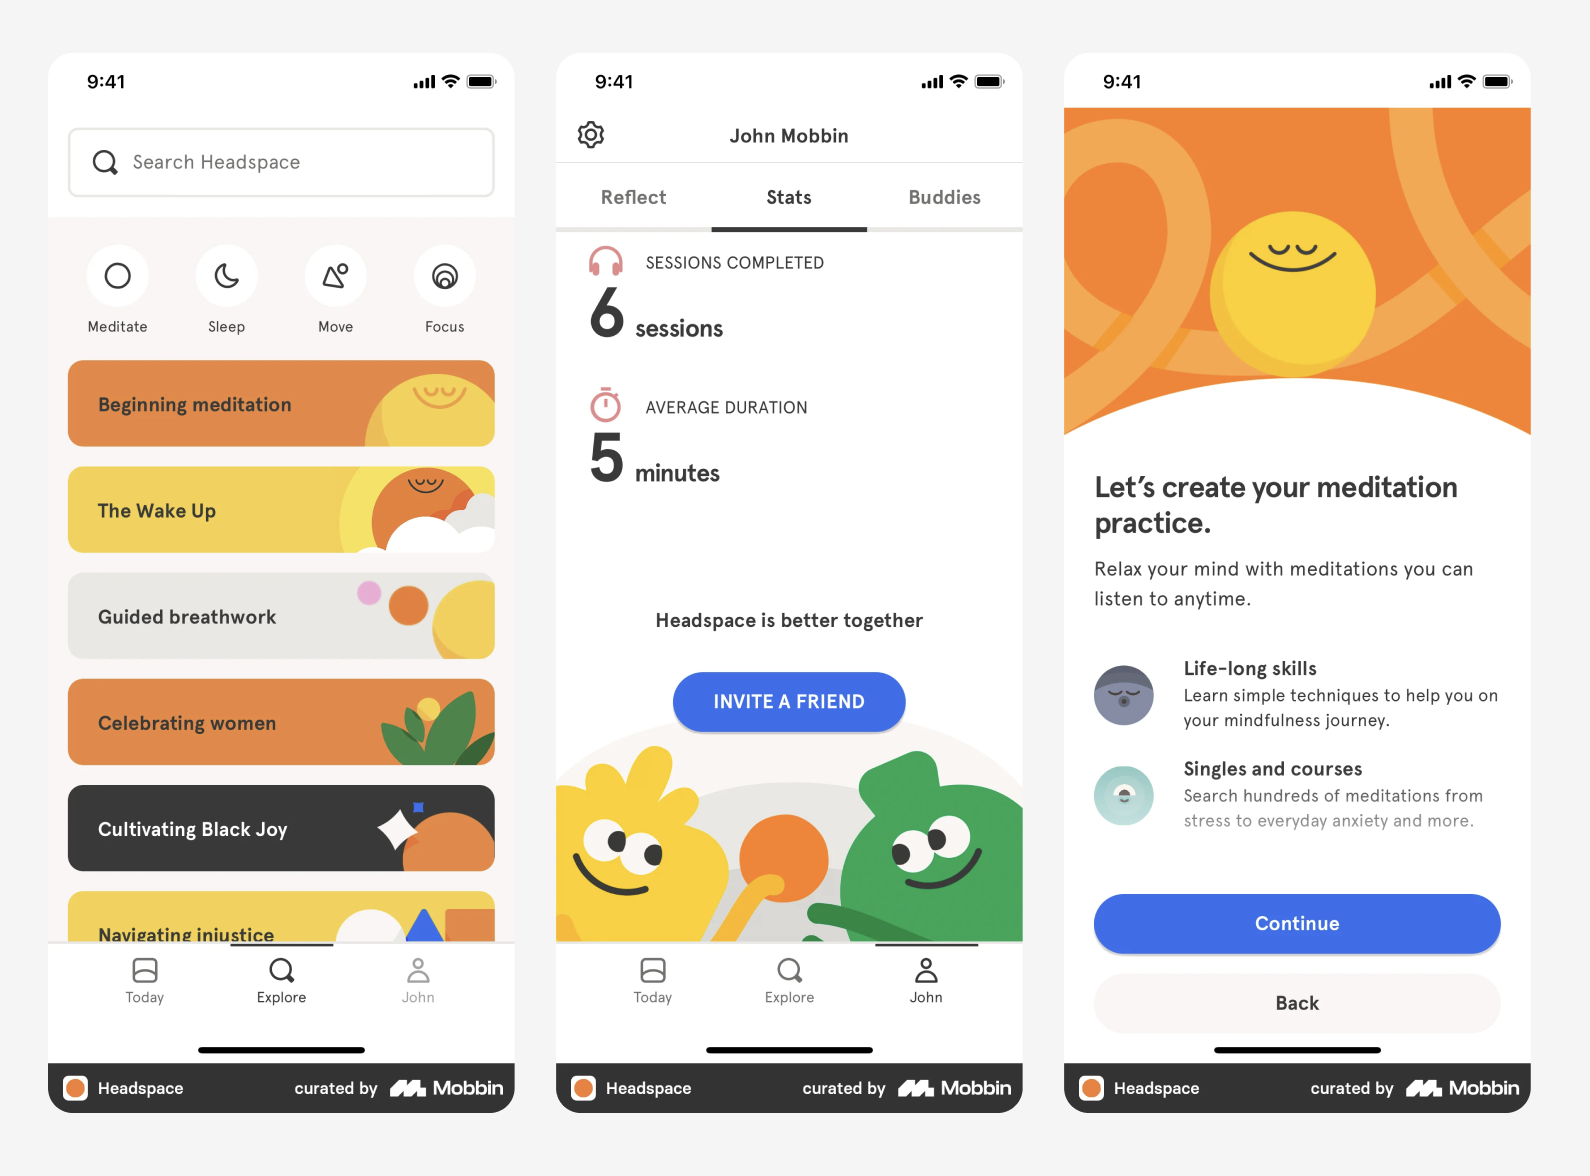 9:41
Search Headspace
Meditate
Sleep
Move
Focus
Beginning meditation
The Wake Up
Guided breathwork
Celebrating women
Cultivating Black Joy
Navigating injustice
Today
Explore
John
Headspace
curated by Mobbin
9:41
John Mobbin
Reflect
Stats
Buddies
SESSIONS COMPLETED
6 sessions
AVERAGE DURATION
5 minutes
Headspace is better together
INVITE A FRIEND
Today
Explore
John
Headspace
curated by Mobbin
9:41
Let's create your meditation
practice.
Relax your mind with meditations you can
listen to anytime.
Life-long skills
Learn simple techniques to help you on
your mindfulness journey.
Singles and courses
Search hundreds of meditations from
stress to everyday anxiety and more.
Continue
Back
Headspace
curated by Mobbin